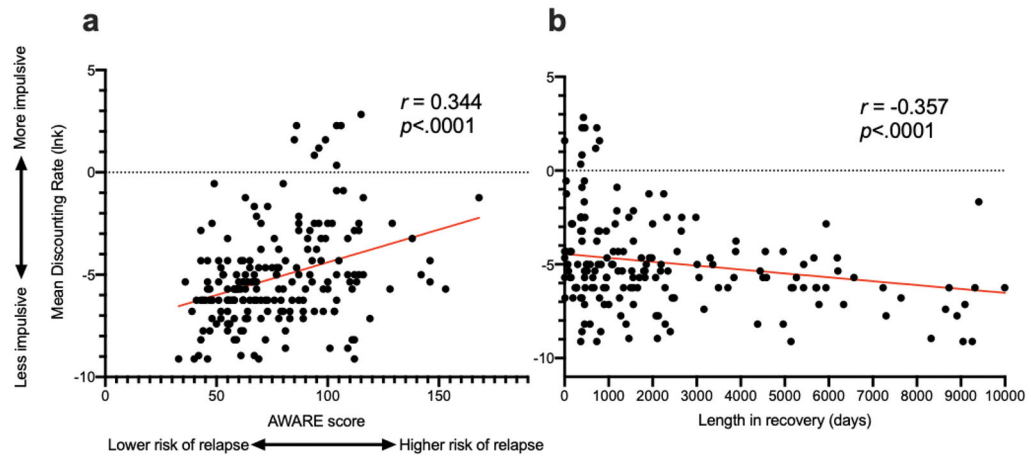 a
b
More impulsive
Less impulsive
Mean Discounting Rate (lnk)
5
0
-5
-10
r = 0.344
p<.0001
0
50
100
150
AWARE score
Lower risk of relapse
Higher risk of relapse
5
0
-5
-10
r = -0.357
p<.0001
0
1000
2000
3000
4000
5000
6000
7000
8000
9000
10000
Length in recovery (days)